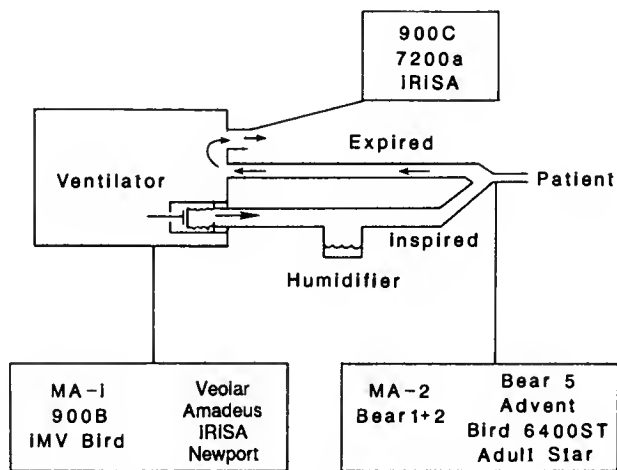 900C
7200a
iRISA
Expired
Ventilator
Patient
inspired
Humidifier
MA-i
900B
iMV Bird
Veolar
Amadeus
iRISA
Newport
MA-2
Bear 1+2
Bear 5
Advent
Bird 6400ST
Adult Star